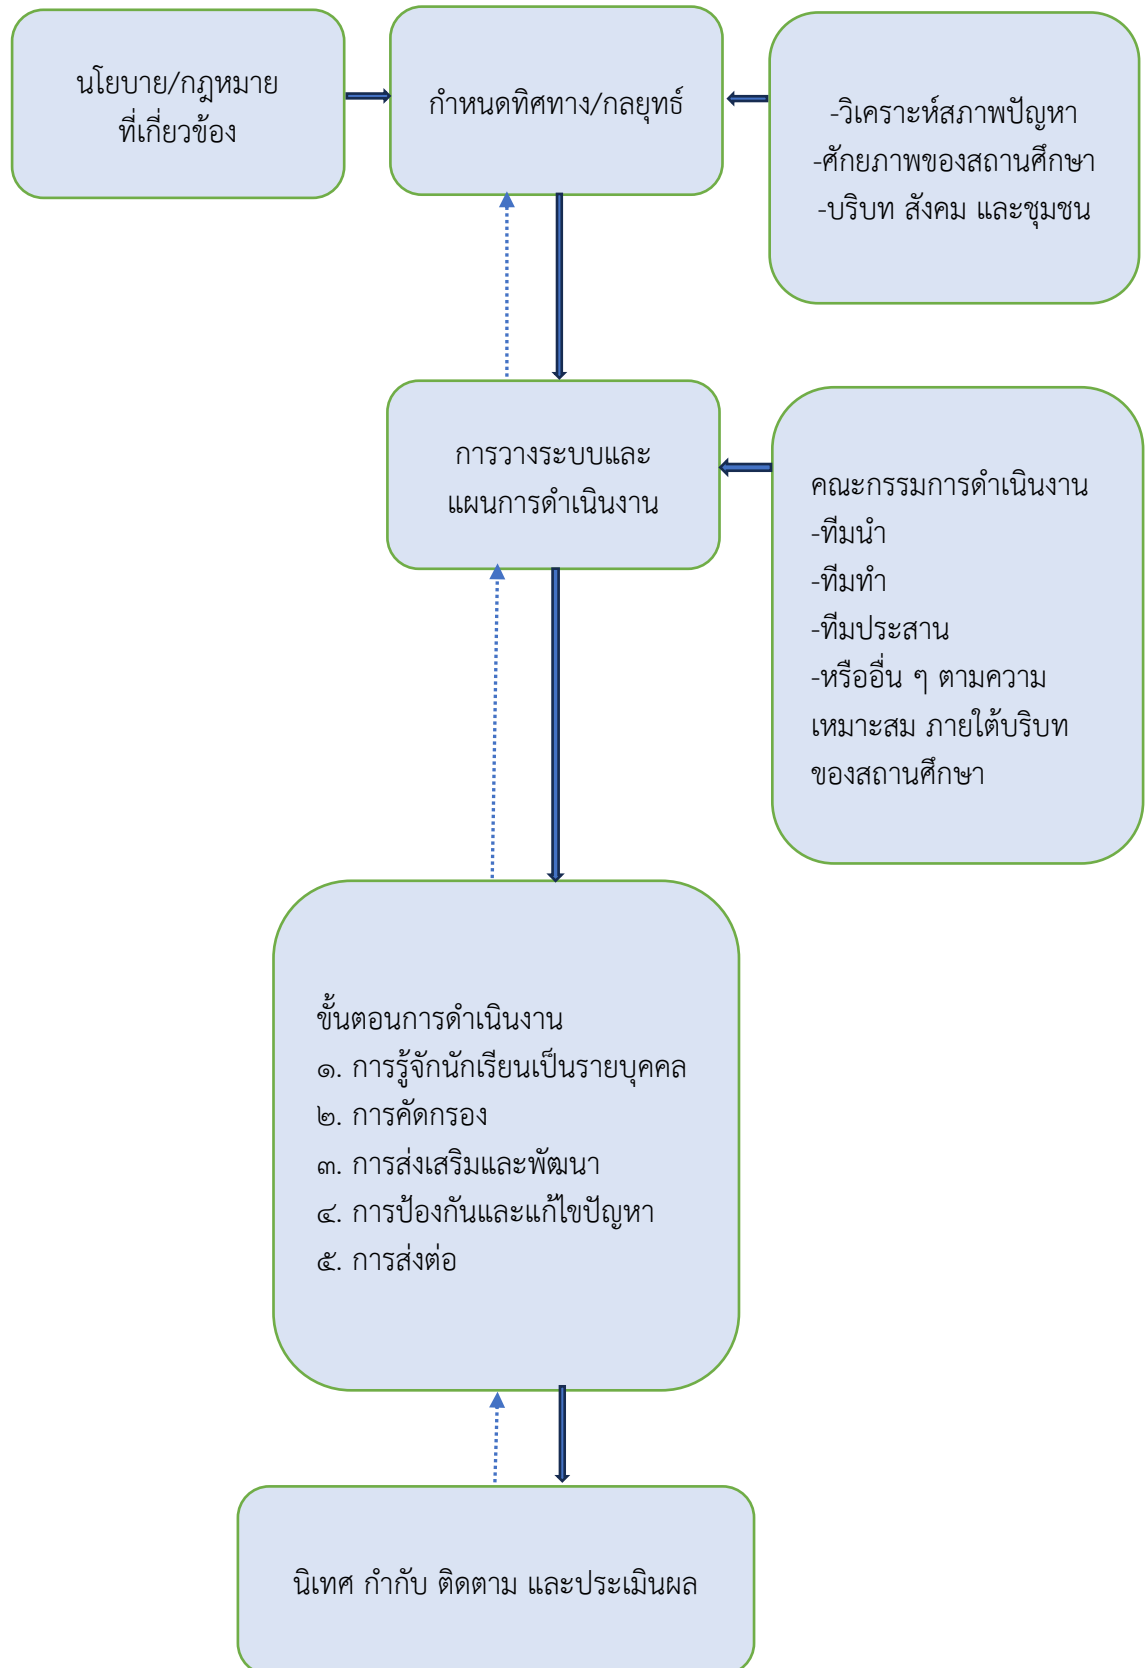 นโยบาย/กฎหมาย
ที่เกี่ยวข้อง
กำหนดทิศทาง/กลยุทธ์
-วิเคราะห์สภาพปัญหา
-ศักยภาพของสถานศึกษา
-บริบท สังคม และชุมชน
การวางระบบและ
แผนการดำเนินงาน
คณะกรรมการดำเนินงาน
-ทีมนำ
-ทีมทำ
-ทีมประสาน
-หรืออื่น ๆ ตามความ
เหมาะสม ภายใต้บริบท
ของสถานศึกษา
ขั้นตอนการดำเนินงาน
๑. การรู้จักนักเรียนเป็นรายบุคคล
๒. การคัดกรอง
๓. การส่งเสริมและพัฒนา
๔. การป้องกันและแก้ไขปัญหา
๕. การส่งต่อ
นิเทศ กำกับ ติดตาม และประเมินผล